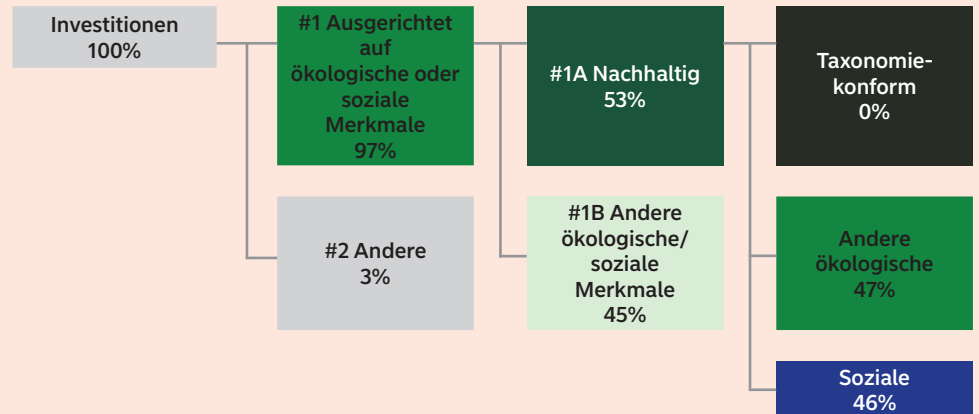 Investitionen
100%
#1 Ausgerichtet
auf
ökologische oder
soziale
Merkmale
97%
#1A Nachhaltig
53%
Taxonomie-
konform
0%
#2 Andere
3%
#1B Andere
ökologische/
soziale
Merkmale
45%
Andere
ökologische
47%
Soziale
46%